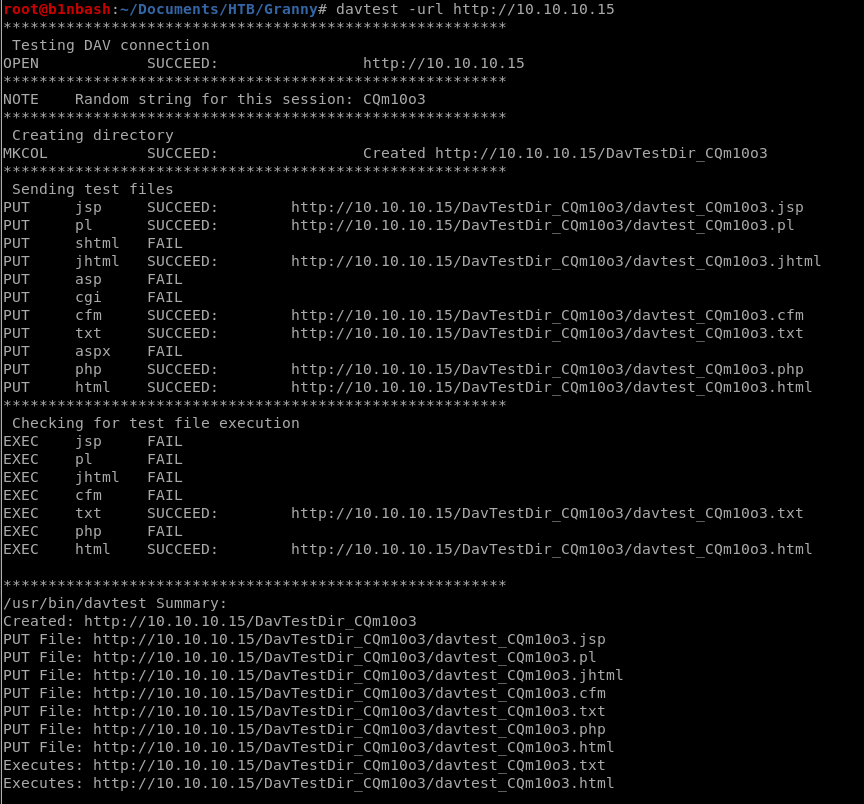 root@b1nbash:~/Documents/HTB/Granny# davtest -url http://10.10.10.15
********************************************************
 Testing DAV connection
OPEN            SUCCEED:                http://10.10.10.15
********************************************************
NOTE    Random string for this session: CQm10o3
********************************************************
 Creating directory
MKCOL           SUCCEED:                Created http://10.10.10.15/DavTestDir_CQm10o3
********************************************************
 Sending test files
PUT     jsp     SUCCEED:        http://10.10.10.15/DavTestDir_CQm10o3/davtest_CQm10o3.jsp
PUT     pl      SUCCEED:        http://10.10.10.15/DavTestDir_CQm10o3/davtest_CQm10o3.pl
PUT     shtml   FAIL
PUT     jhtml   SUCCEED:        http://10.10.10.15/DavTestDir_CQm10o3/davtest_CQm10o3.jhtml
PUT     asp     FAIL
PUT     cgi     FAIL
PUT     cfm     SUCCEED:        http://10.10.10.15/DavTestDir_CQm10o3/davtest_CQm10o3.cfm
PUT     txt     SUCCEED:        http://10.10.10.15/DavTestDir_CQm10o3/davtest_CQm10o3.txt
PUT     aspx    FAIL
PUT     php     SUCCEED:        http://10.10.10.15/DavTestDir_CQm10o3/davtest_CQm10o3.php
PUT     html    SUCCEED:        http://10.10.10.15/DavTestDir_CQm10o3/davtest_CQm10o3.html
********************************************************
 Checking for test file execution
EXEC    jsp     FAIL
EXEC    pl      FAIL
EXEC    jhtml   FAIL
EXEC    cfm     FAIL
EXEC    txt     SUCCEED:        http://10.10.10.15/DavTestDir_CQm10o3/davtest_CQm10o3.txt
EXEC    php     FAIL
EXEC    html    SUCCEED:        http://10.10.10.15/DavTestDir_CQm10o3/davtest_CQm10o3.html

********************************************************
/usr/bin/davtest Summary:
Created: http://10.10.10.15/DavTestDir_CQm10o3
PUT File: http://10.10.10.15/DavTestDir_CQm10o3/davtest_CQm10o3.jsp
PUT File: http://10.10.10.15/DavTestDir_CQm10o3/davtest_CQm10o3.pl
PUT File: http://10.10.10.15/DavTestDir_CQm10o3/davtest_CQm10o3.jhtml
PUT File: http://10.10.10.15/DavTestDir_CQm10o3/davtest_CQm10o3.cfm
PUT File: http://10.10.10.15/DavTestDir_CQm10o3/davtest_CQm10o3.txt
PUT File: http://10.10.10.15/DavTestDir_CQm10o3/davtest_CQm10o3.php
PUT File: http://10.10.10.15/DavTestDir_CQm10o3/davtest_CQm10o3.html
Executes: http://10.10.10.15/DavTestDir_CQm10o3/davtest_CQm10o3.txt
Executes: http://10.10.10.15/DavTestDir_CQm10o3/davtest_CQm10o3.html